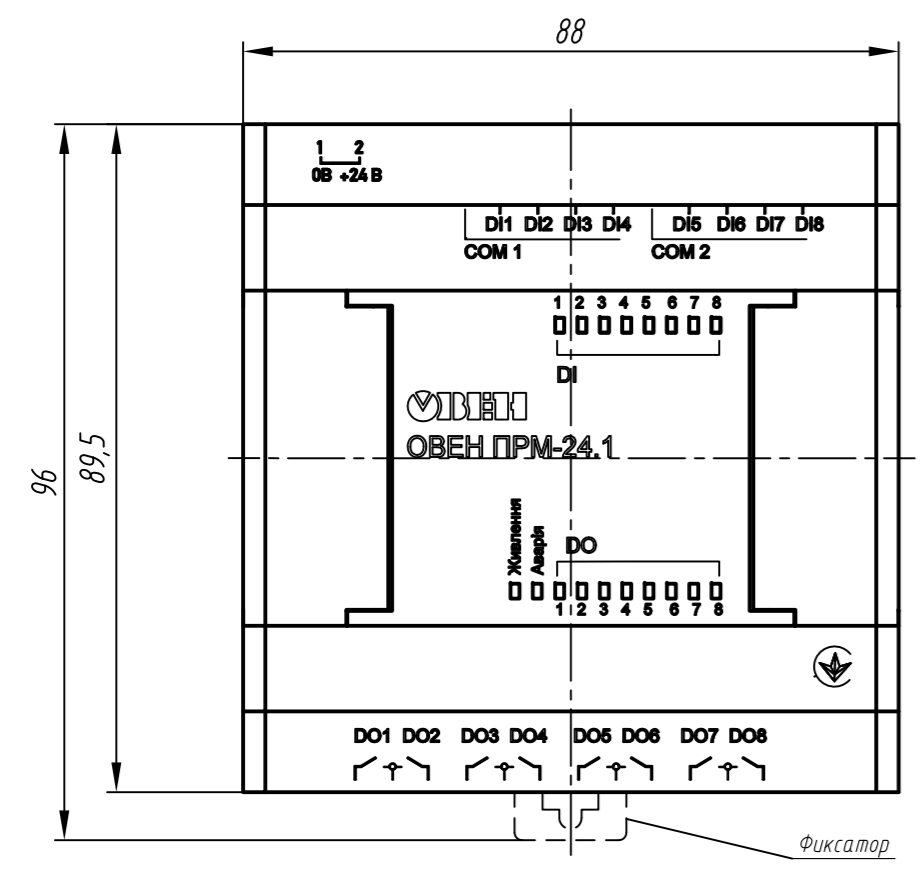 88
1 2
0В +24 В
DI1 DI2 DI3 DI4 DI5 DI6 DI7 DI8
COM 1 COM 2
1 2 3 4 5 6 7 8
DI
ОВЕН
ОВЕН ПРМ-24.1
96
89,5
Живлення
Аварія
DO
1 2 3 4 5 6 7 8
DO1 DO2 DO3 DO4 DO5 DO6 DO7 DO8
Фиксатор